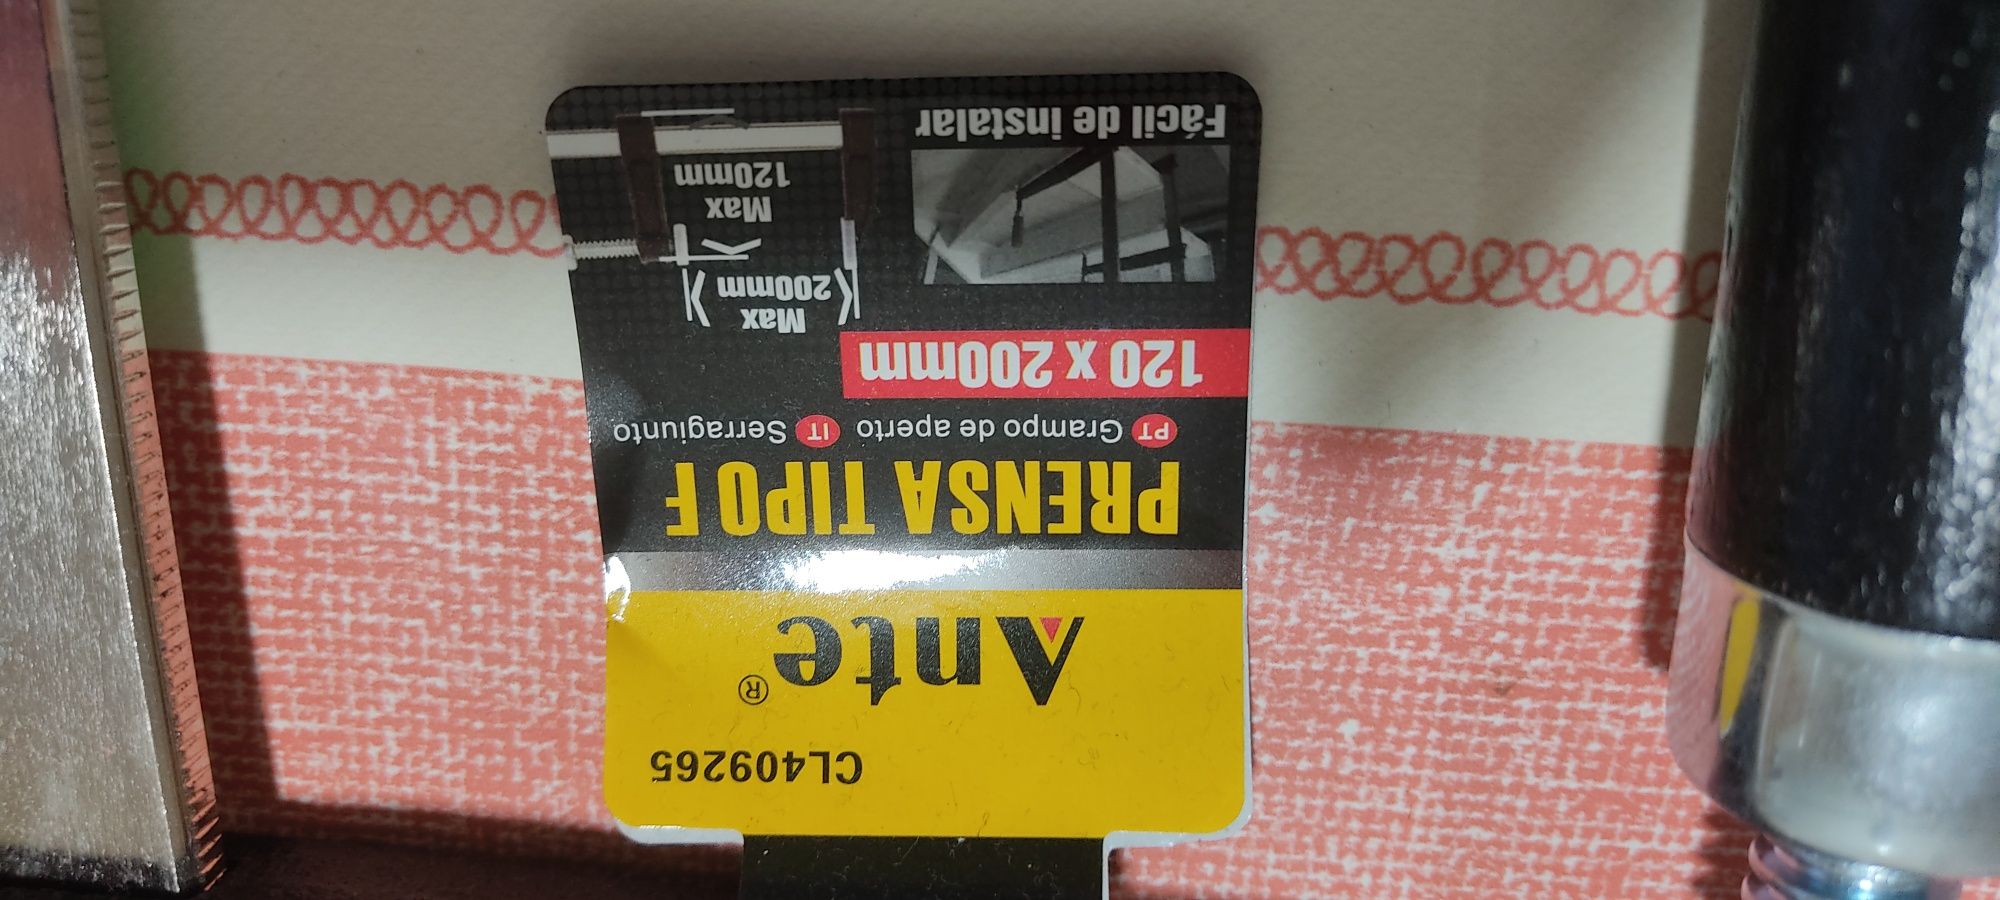 CL409265
Ante®
PRENSA TIPO F
PT Grampo de aperto IT Serragiunto
120 x 200mm
Max
200mm
Max
120mm
Fácil de instalar